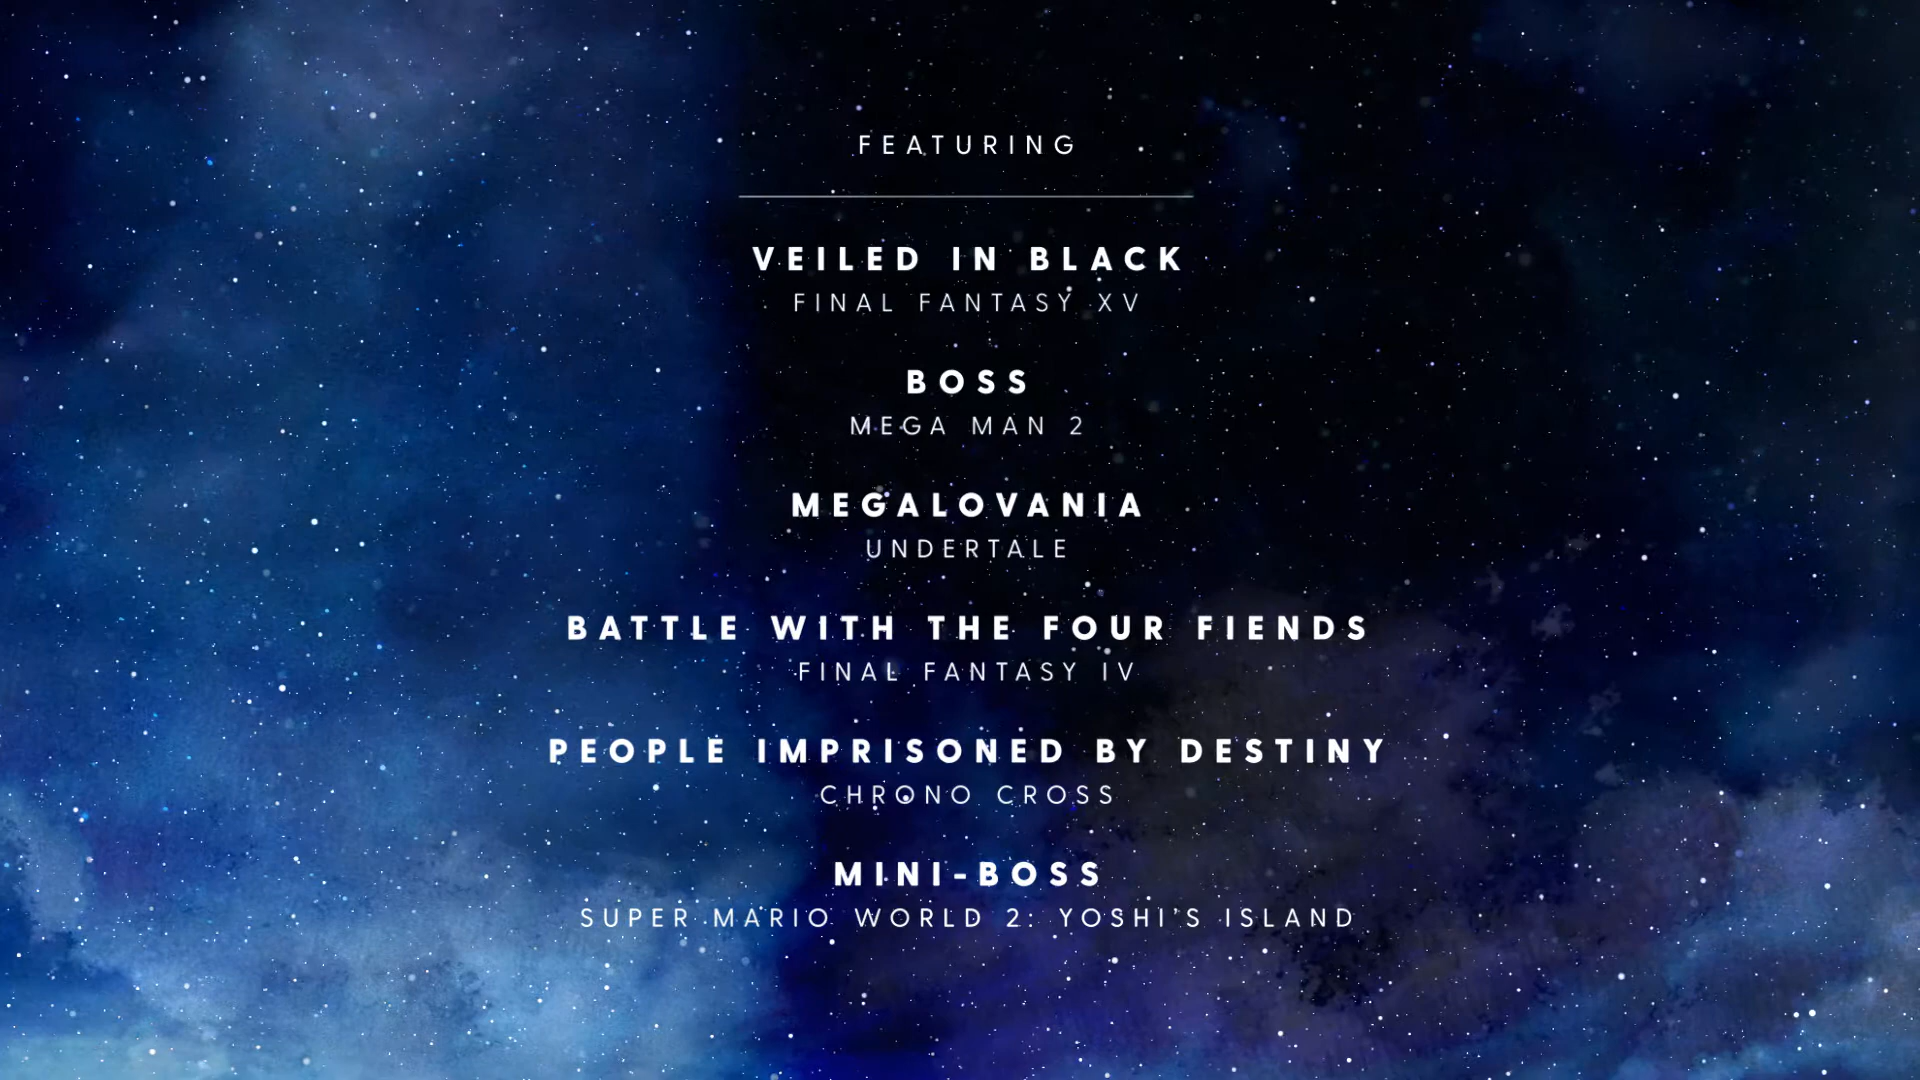 FEATURING
VEILED IN BLACK
FINAL FANTASY XV
BOSS
MEGA MAN 2
MEGALOVANIA
UNDERTALE
BATTLE WITH THE FOUR FIENDS
FINAL FANTASY IV
PEOPLE IMPRISONED BY DESTINY
CHRONO CROSS
MINI-BOSS
SUPER MARIO WORLD 2: YOSHI'S ISLAND